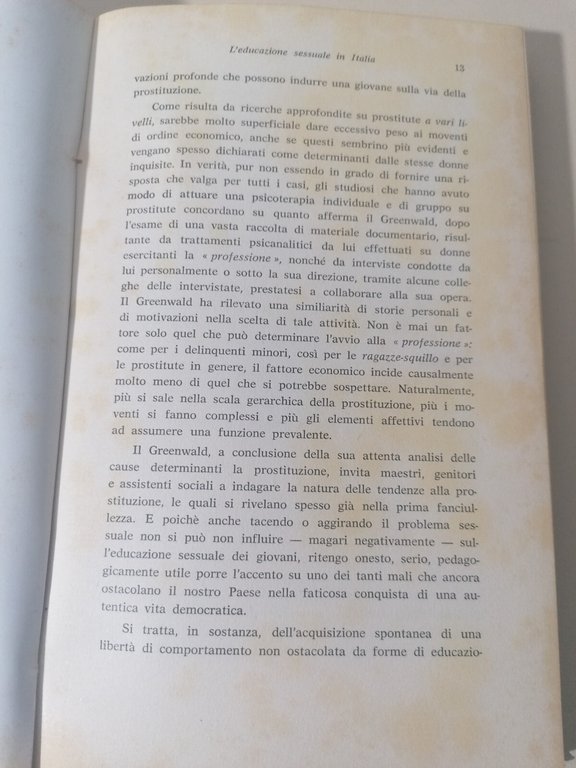 L'educazione sessuale in Italia
13
vazioni profonde che possono indurre una giovane sulla via della
prostituzione.
Come risulta da ricerche approfondite su prostitute a vari li-
velli, sarebbe molto superficiale dare eccessivo peso ai moventi
di ordine economico, anche se questi sembrino più evidenti e
vengano spesso dichiarati come determinanti dalle stesse donne
inquisite. In verità, pur non essendo in grado di fornire una ri-
sposta che valga per tutti i casi, gli studiosi che hanno avuto
modo di attuare una psicoterapia individuale e di gruppo su
prostitute concordano su quanto afferma il Greenwald, dopo
l'esame di una vasta raccolta di materiale documentario, risul-
tante da trattamenti psicanalitici da lui effettuati su donne
esercitanti la « professione », nonché da interviste condotte da
lui personalmente o sotto la sua direzione, tramite alcune colle-
ghe delle intervistate, prestatesi a collaborare alla sua opera.
Il Greenwald ha rilevato una similiarità di storie personali e
di motivazioni nella scelta di tale attività. Non è mai un fat-
tore solo quel che può determinare l'avvio alla « professione »:
come per i delinquenti minori, così per le ragazze-squillo e per
le prostitute in genere, il fattore economico incide causalmente
molto meno di quel che si potrebbe sospettare. Naturalmente,
più si sale nella scala gerarchica della prostituzione, più i mo-
venti si fanno complessi e più gli elementi affettivi tendono
ad assumere una funzione prevalente.
Il Greenwald, a conclusione della sua attenta analisi delle
cause determinanti la prostituzione, invita maestri, genitori
e assistenti sociali a indagare la natura delle tendenze alla pro-
stituzione, le quali si rivelano spesso già nella prima fanciul-
lezza. E poichè anche tacendo o aggirando il problema ses-
suale non si può non influire — magari negativamente — sul-
l'educazione sessuale dei giovani, ritengo onesto, serio, pedago-
gicamente utile porre l'accento su uno dei tanti mali che ancora
ostacolano il nostro Paese nella faticosa conquista di una au-
tentica vita democratica.
Si tratta, in sostanza, dell'acquisizione spontanea di una
libertà di comportamento non ostacolata da forme di educazio-